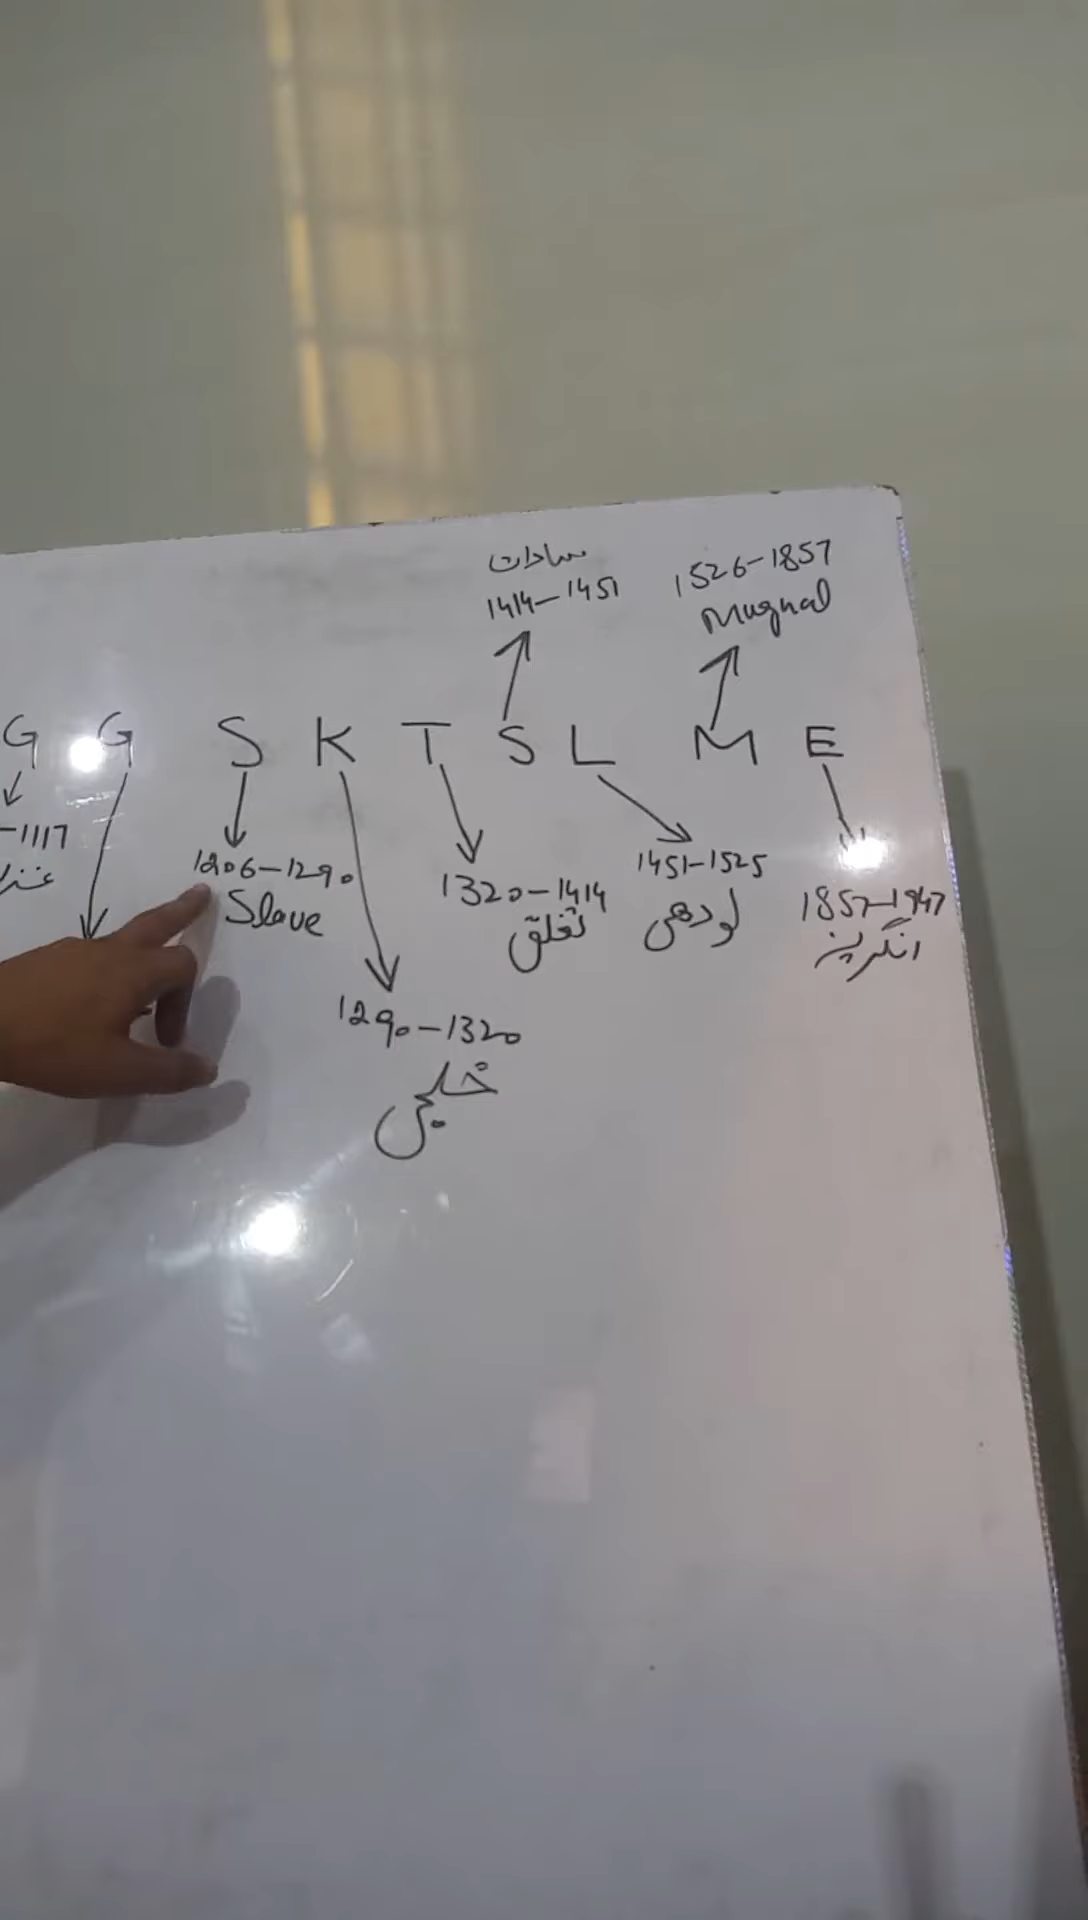 سادات
1414-1451
1526-1857
Mughal
G G S K T S L M E
-1117
1206-1290
Slave
1320-1414
تغلق
1451-1525
لودھی
1857-1947
انگریز
1290-1320
خلجی